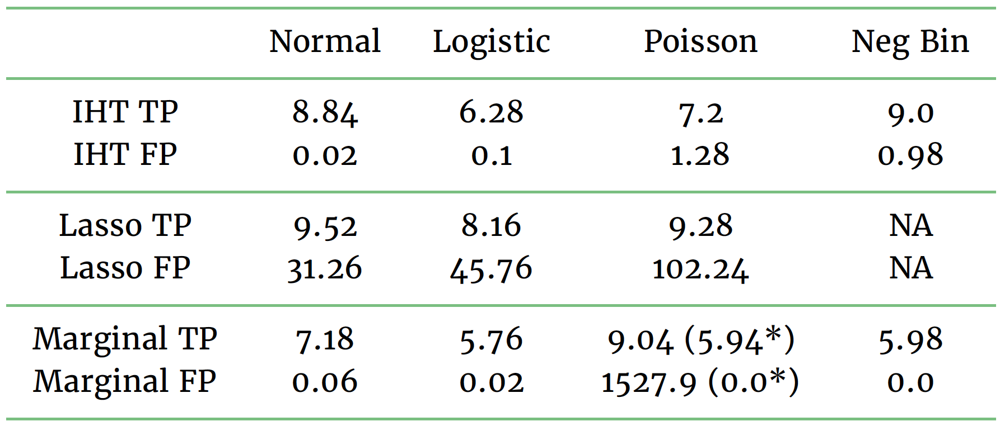 Normal Logistic Poisson Neg Bin
IHT TP 8.84 6.28 7.2 9.0
IHT FP 0.02 0.1 1.28 0.98
Lasso TP 9.52 8.16 9.28 NA
Lasso FP 31.26 45.76 102.24 NA
Marginal TP 7.18 5.76 9.04 (5.94*) 5.98
Marginal FP 0.06 0.02 1527.9 (0.0*) 0.0